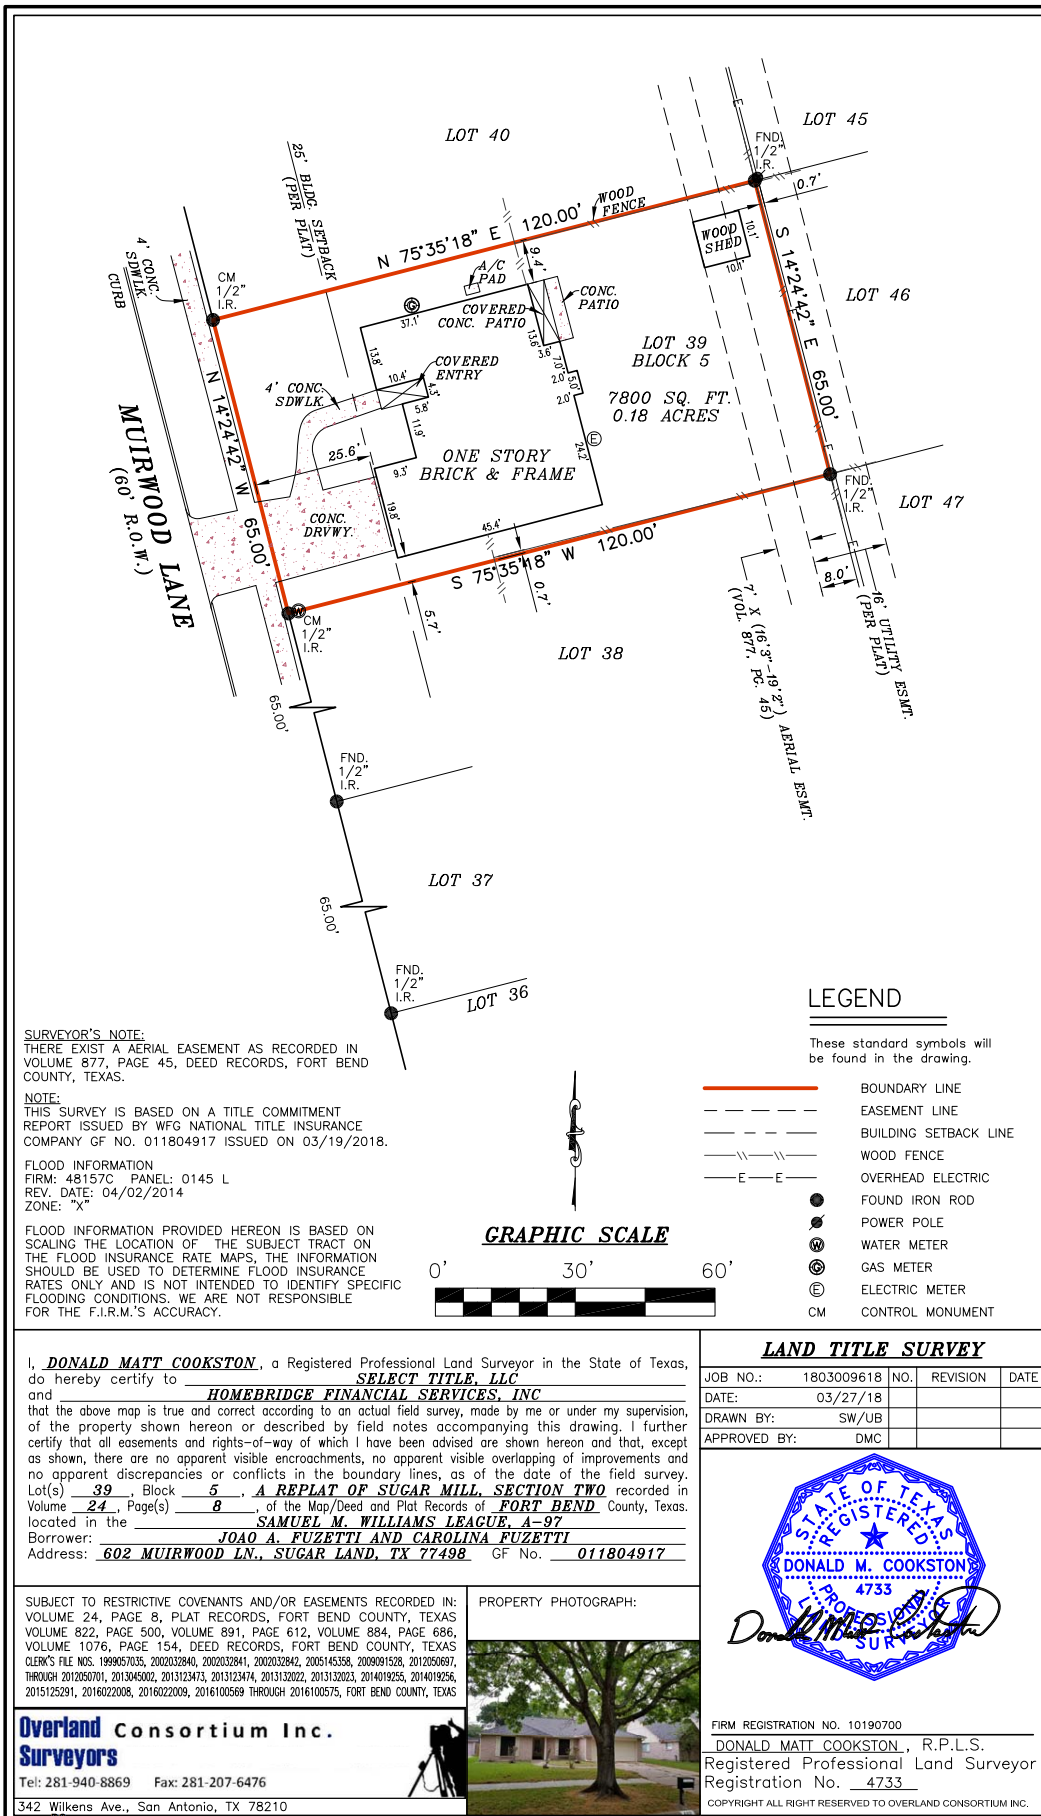 LOT 40
LOT 45
FND.
1/2"
I.R.
0.7'
25' BLDG. SETBACK
(PER PLAT)
WOOD
FENCE
N 75°35'18" E 120.00'
WOOD
SHED
10.1'
10.1'
4' CONC.
SDWLK.
CURB
CM
1/2"
I.R.
A/C
PAD
9.4'
CONC.
PATIO
COVERED
CONC. PATIO
37.1'
13.6'
3.6'
7.0'
2.0'
5.0'
2.0'
S 14°24'42" E 65.00'
LOT 46
LOT 39
BLOCK 5
7800 SQ. FT.
0.18 ACRES
13.8'
COVERED
ENTRY
10.4'
4.3'
5.8'
11.9'
4' CONC.
SDWLK.
N 14°24'42" W 65.00'
MUIRWOOD LANE
(60' R.O.W.)
25.6'
9.3'
ONE STORY
BRICK & FRAME
E
24.2'
CONC.
DRVWY.
19.8'
45.4'
S 75°35'18" W 120.00'
FND.
1/2"
I.R.
LOT 47
0.7'
5.7'
8.0'
16' UTILITY ESMT.
(PER PLAT)
7' X (16'3"-19'2") AERIAL ESMT.
(VOL. 877, PG. 45)
W
CM
1/2"
I.R.
LOT 38
65.00'
FND.
1/2"
I.R.
LOT 37
65.00'
FND.
1/2"
I.R.
LOT 36
SURVEYOR'S NOTE:
THERE EXIST A AERIAL EASEMENT AS RECORDED IN
VOLUME 877, PAGE 45, DEED RECORDS, FORT BEND
COUNTY, TEXAS.
NOTE:
THIS SURVEY IS BASED ON A TITLE COMMITMENT
REPORT ISSUED BY WFG NATIONAL TITLE INSURANCE
COMPANY GF NO. 011804917 ISSUED ON 03/19/2018.
FLOOD INFORMATION
FIRM: 48157C PANEL: 0145 L
REV. DATE: 04/02/2014
ZONE: "X"
FLOOD INFORMATION PROVIDED HEREON IS BASED ON
SCALING THE LOCATION OF THE SUBJECT TRACT ON
THE FLOOD INSURANCE RATE MAPS, THE INFORMATION
SHOULD BE USED TO DETERMINE FLOOD INSURANCE
RATES ONLY AND IS NOT INTENDED TO IDENTIFY SPECIFIC
FLOODING CONDITIONS. WE ARE NOT RESPONSIBLE
FOR THE F.I.R.M.'S ACCURACY.
GRAPHIC SCALE
0' 30' 60'
LEGEND
These standard symbols will
be found in the drawing.
BOUNDARY LINE
EASEMENT LINE
BUILDING SETBACK LINE
WOOD FENCE
E E OVERHEAD ELECTRIC
FOUND IRON ROD
POWER POLE
W WATER METER
G GAS METER
E ELECTRIC METER
CM CONTROL MONUMENT
I, DONALD MATT COOKSTON, a Registered Professional Land Surveyor in the State of Texas,
do hereby certify to SELECT TITLE, LLC
and HOMEBRIDGE FINANCIAL SERVICES, INC
that the above map is true and correct according to an actual field survey, made by me or under my supervision,
of the property shown hereon or described by field notes accompanying this drawing. I further
certify that all easements and rights-of-way of which I have been advised are shown hereon and that, except
as shown, there are no apparent visible encroachments, no apparent visible overlapping of improvements and
no apparent discrepancies or conflicts in the boundary lines, as of the date of the field survey.
Lot(s) 39, Block 5, A REPLAT OF SUGAR MILL, SECTION TWO recorded in
Volume 24, Page(s) 8, of the Map/Deed and Plat Records of FORT BEND County, Texas.
located in the SAMUEL M. WILLIAMS LEAGUE, A-97
Borrower: JOAO A. FUZETTI AND CAROLINA FUZETTI
Address: 602 MUIRWOOD LN., SUGAR LAND, TX 77498 GF No. 011804917
LAND TITLE SURVEY
JOB NO.: 1803009618 NO. REVISION DATE
DATE: 03/27/18
DRAWN BY: SW/UB
APPROVED BY: DMC
STATE OF TEXAS
REGISTERED
DONALD M. COOKSTON
4733
PROFESSIONAL
LAND SURVEYOR
Donald Matt Cookston
SUBJECT TO RESTRICTIVE COVENANTS AND/OR EASEMENTS RECORDED IN:
VOLUME 24, PAGE 8, PLAT RECORDS, FORT BEND COUNTY, TEXAS
VOLUME 822, PAGE 500, VOLUME 891, PAGE 612, VOLUME 884, PAGE 686,
VOLUME 1076, PAGE 154, DEED RECORDS, FORT BEND COUNTY, TEXAS
CLERK'S FILE NOS. 1999057035, 2002032840, 2002032841, 2002032842, 2005145358, 2009091528, 2012050697,
THROUGH 2012050701, 2013045002, 2013123473, 2013123474, 2013132022, 2013132023, 2014019255, 2014019256,
2015125291, 2016022008, 2016022009, 2016100569 THROUGH 2016100575, FORT BEND COUNTY, TEXAS
PROPERTY PHOTOGRAPH:
Overland Consortium Inc.
Surveyors
Tel: 281-940-8869 Fax: 281-207-6476
342 Wilkens Ave., San Antonio, TX 78210
FIRM REGISTRATION NO. 10190700
DONALD MATT COOKSTON, R.P.L.S.
Registered Professional Land Surveyor
Registration No. 4733
COPYRIGHT ALL RIGHT RESERVED TO OVERLAND CONSORTIUM INC.